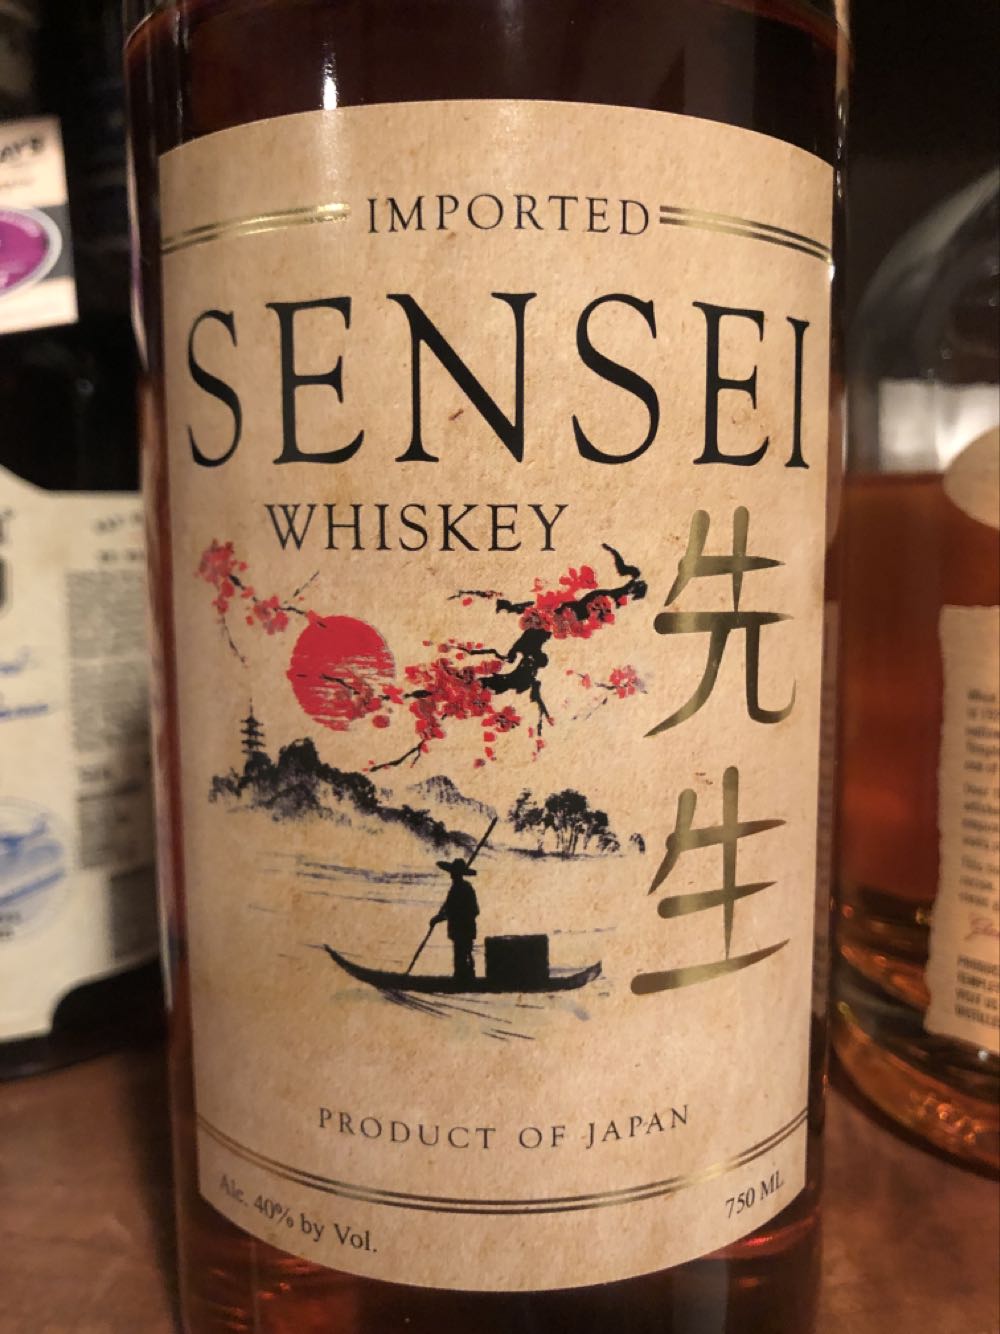 IMPORTED
SENSEI
WHISKEY
先生
PRODUCT OF JAPAN
Alc. 40% by Vol.
750 ML